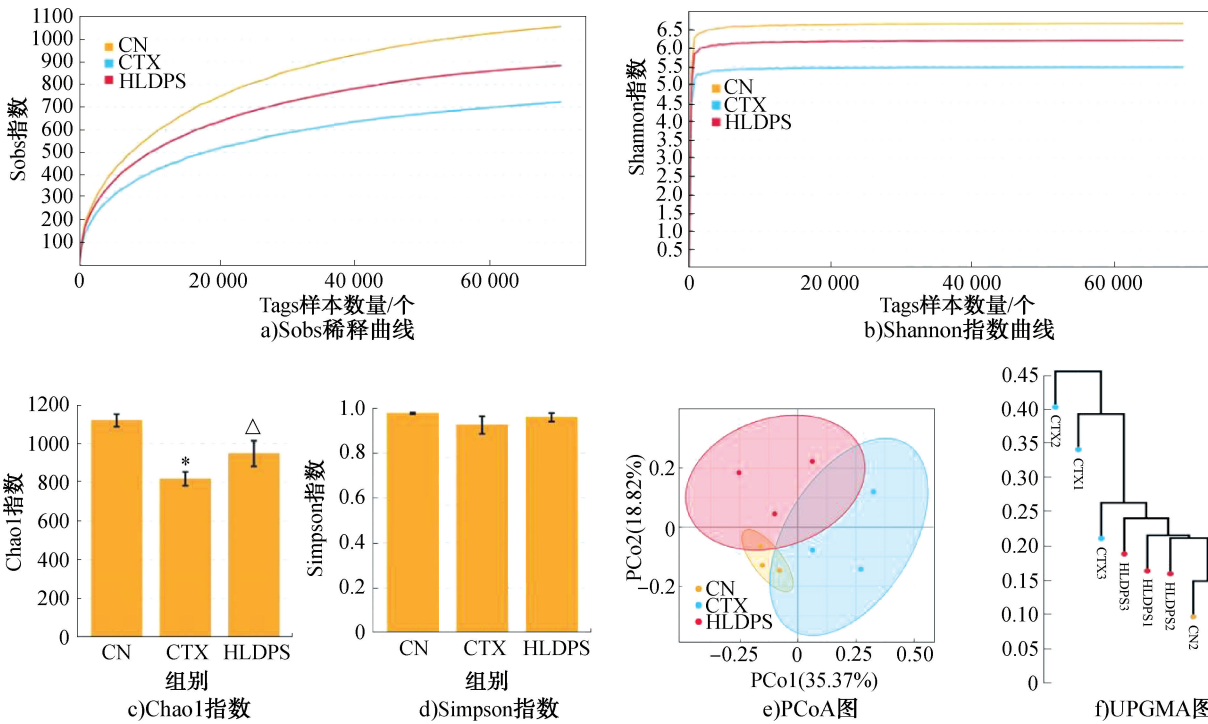 1100
1000
900
800
700
600
500
400
300
200
100
Sobs指数
CN
CTX
HLDPS
0
20 000
40 000
60 000
Tags样本数量/个
a)Sobs稀释曲线
6.5
6.0
5.5
5.0
4.5
4.0
3.5
3.0
2.5
2.0
1.5
1.0
0.5
Shannon指数
CN
CTX
HLDPS
0
20 000
40 000
60 000
Tags样本数量/个
b)Shannon指数曲线
1200
1000
800
600
400
200
0
Chao1指数
*
△
CN
CTX
HLDPS
组别
c)Chao1指数
1.0
0.8
0.6
0.4
0.2
0
Simpson指数
CN
CTX
HLDPS
组别
d)Simpson指数
0.2
0
−0.2
PCo2(18.82%)
CN
CTX
HLDPS
−0.25
0
0.25
0.50
PCo1(35.37%)
e)PCoA图
0.45
0.40
0.35
0.30
0.25
0.20
0.15
0.10
0.05
0
CTX2
CTX1
CTX3
HLDPS3
HLDPS1
HLDPS2
CN2
f)UPGMA图